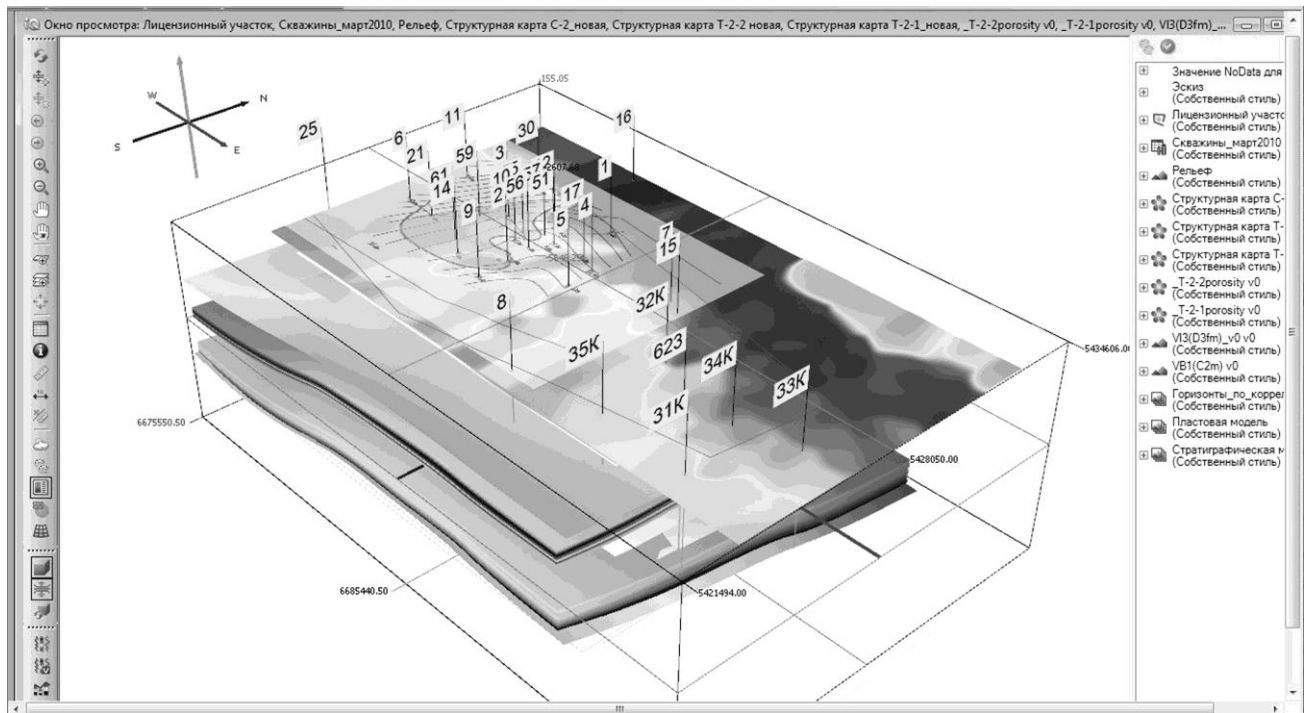 Окно просмотра: Лицензионный участок, Скважины_март2010, Рельеф, Структурная карта С-2_новая, Структурная карта Т-2-2 новая, Структурная карта Т-2-1_новая, _Т-2-2porosity v0, _Т-2-1porosity v0, VI3(D3fm)_...
W
N
S
E
155.05
25
6
11
30
16
21
59
3
61
14
9
2
56
51
17
1
2607.68
5
4
7
15
8
32К
35К
623
34К
33К
31К
5434606.00
6675550.50
5428050.00
6685440.50
5421494.00
Значение NoData для
Эскиз
(Собственный стиль)
Лицензионный участо
(Собственный стиль)
Скважины_март2010
(Собственный стиль)
Рельеф
(Собственный стиль)
Структурная карта С-
(Собственный стиль)
Структурная карта Т-
(Собственный стиль)
Структурная карта Т-
(Собственный стиль)
_Т-2-2porosity v0
(Собственный стиль)
_Т-2-1porosity v0
(Собственный стиль)
VI3(D3fm)_v0 v0
(Собственный стиль)
VB1(C2m) v0
(Собственный стиль)
Горизонты_по_коррел
(Собственный стиль)
Пластовая модель
(Собственный стиль)
Стратиграфическая м
(Собственный стиль)